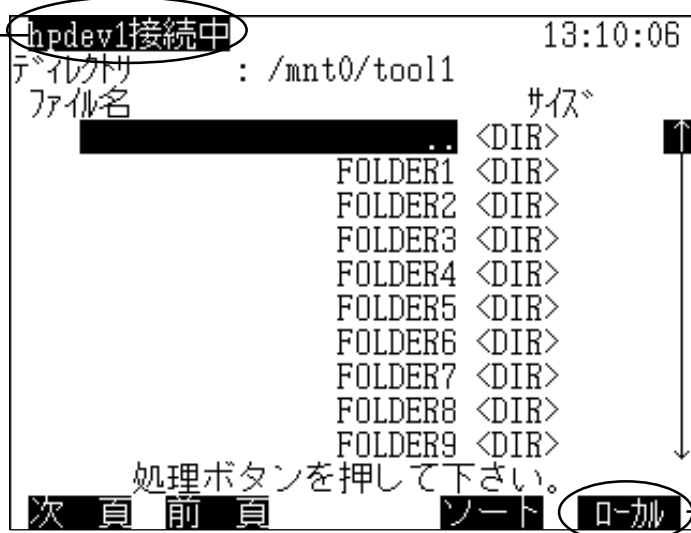 hpdev1接続中 13:10:06
ﾃﾞｨﾚｸﾄﾘ : /mnt0/tool1
ﾌｧｲﾙ名 ｻｲｽﾞ
.. <DIR> ↑
FOLDER1 <DIR>
FOLDER2 <DIR>
FOLDER3 <DIR>
FOLDER4 <DIR>
FOLDER5 <DIR>
FOLDER6 <DIR>
FOLDER7 <DIR>
FOLDER8 <DIR>
FOLDER9 <DIR> ↓
処理ボタンを押して下さい。
次 頁 前 頁 ソート ﾛｰｶﾙ